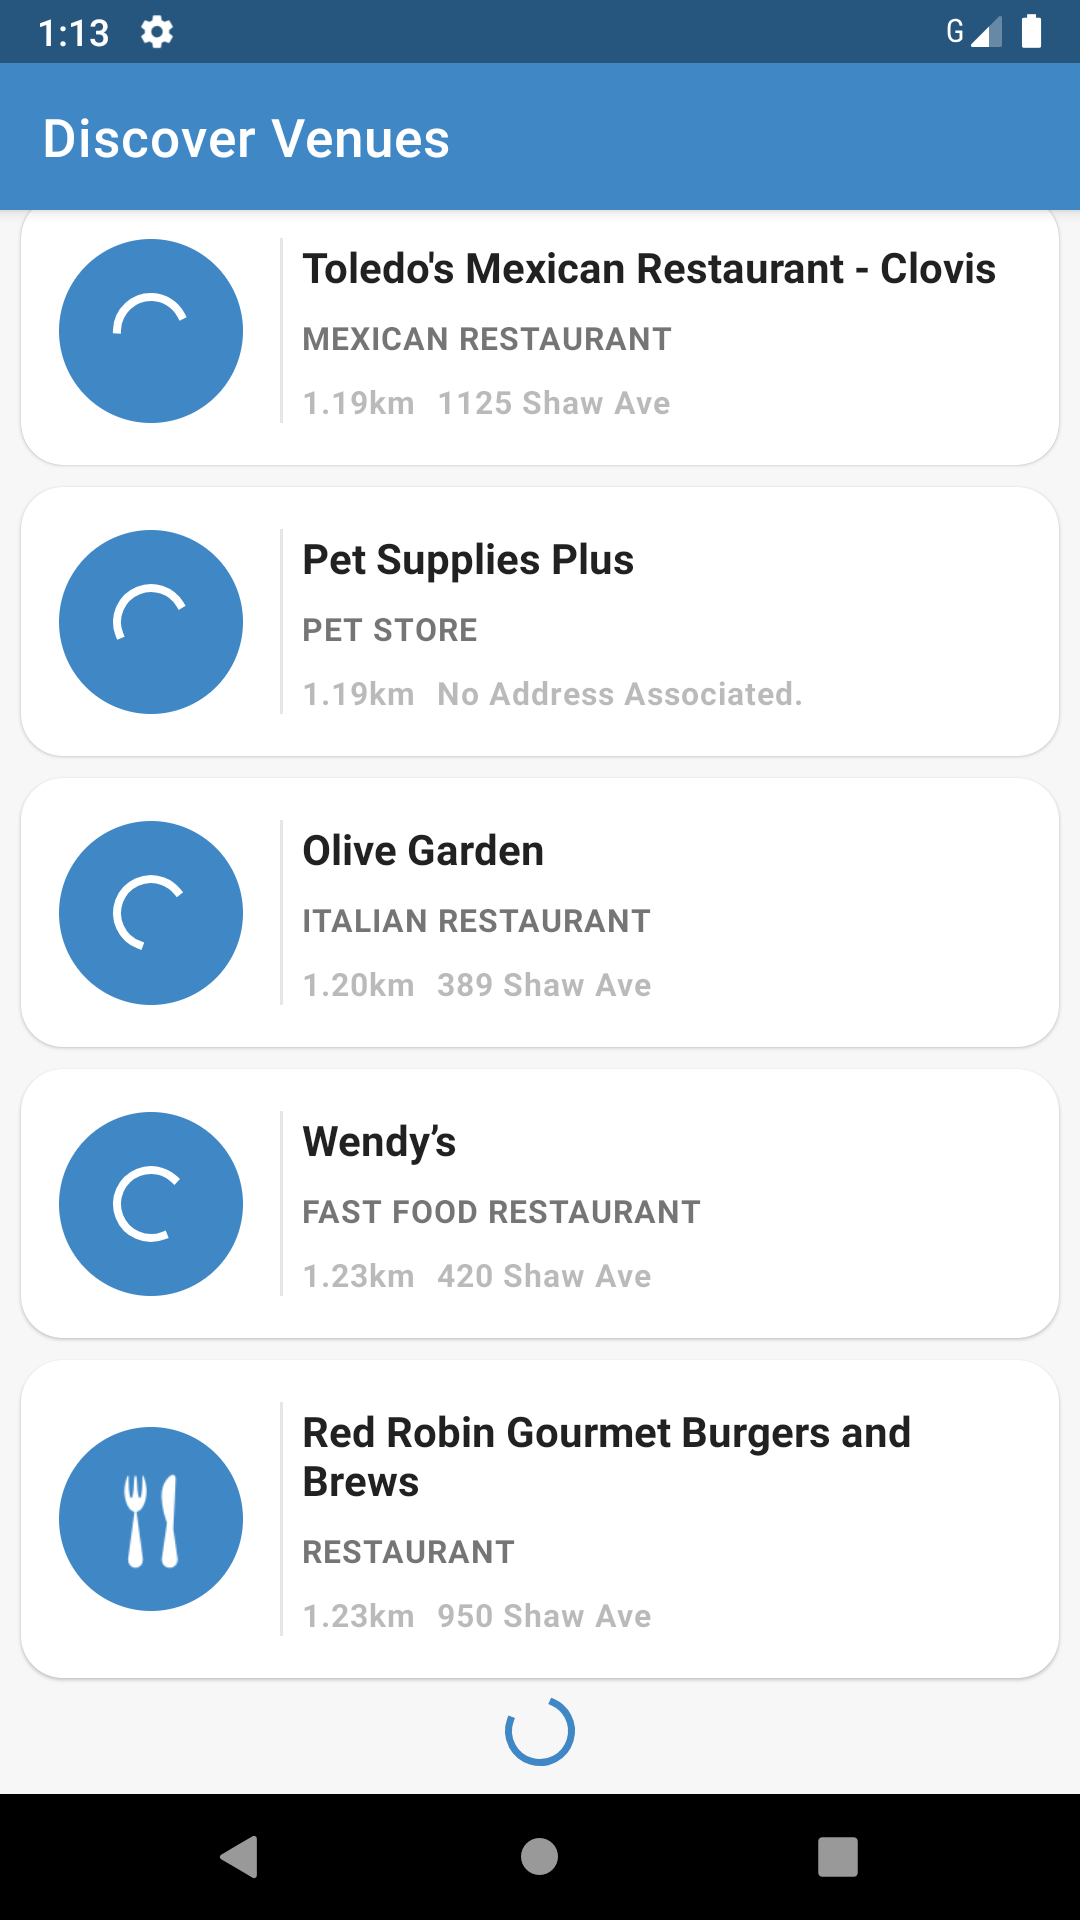 1:13
G
Discover Venues
Toledo's Mexican Restaurant - Clovis
MEXICAN RESTAURANT
1.19km 1125 Shaw Ave
Pet Supplies Plus
PET STORE
1.19km No Address Associated.
Olive Garden
ITALIAN RESTAURANT
1.20km 389 Shaw Ave
Wendy’s
FAST FOOD RESTAURANT
1.23km 420 Shaw Ave
Red Robin Gourmet Burgers and
Brews
RESTAURANT
1.23km 950 Shaw Ave